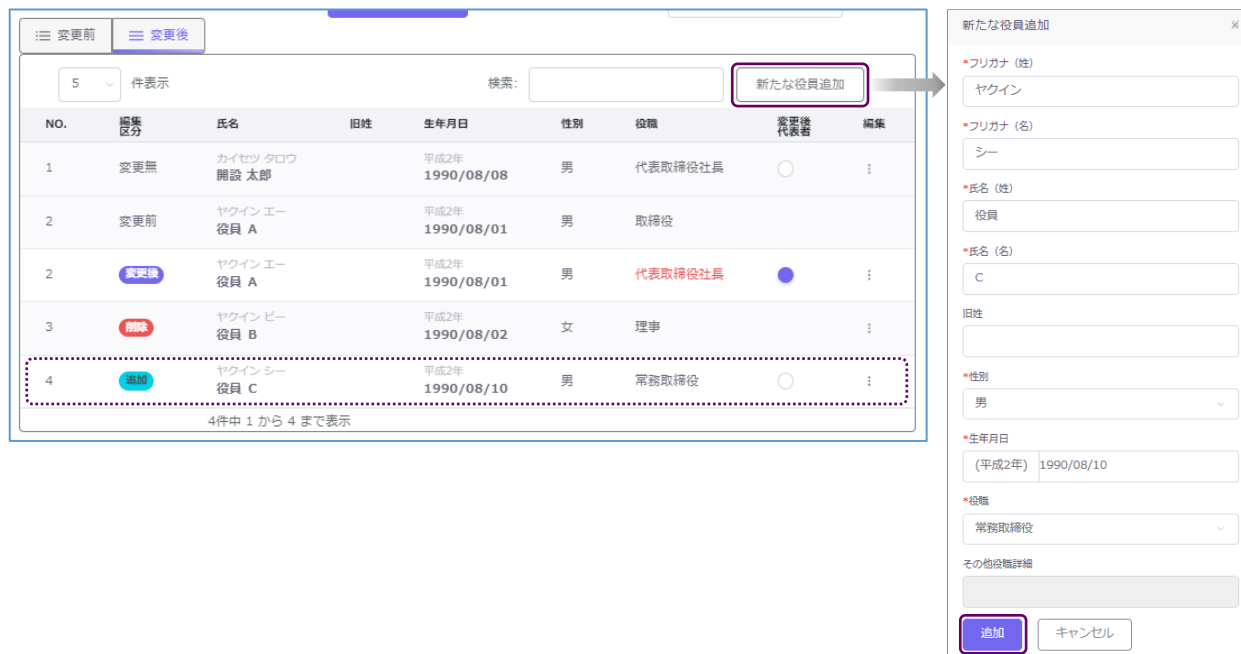 変更前 変更後
5 件表示 検索: 新たな役員追加
NO. 編集区分 氏名 旧姓 生年月日 性別 役職 変更後代表者 編集
カイセツ タロウ 平成2年
1 変更無 開設 太郎 1990/08/08 男 代表取締役社長
ヤクイン エー 平成2年
2 変更前 役員 A 1990/08/01 男 取締役
ヤクイン エー 平成2年
2 変更後 役員 A 1990/08/01 男 代表取締役社長
ヤクイン ビー 平成2年
3 削除 役員 B 1990/08/02 女 理事
ヤクイン シー 平成2年
4 追加 役員 C 1990/08/10 男 常務取締役
4件中 1 から 4 まで表示
新たな役員追加 ×
*フリガナ (姓)
ヤクイン
*フリガナ (名)
シー
*氏名 (姓)
役員
*氏名 (名)
C
旧姓
*性別
男
*生年月日
(平成2年) 1990/08/10
*役職
常務取締役
その他役職詳細
追加 キャンセル